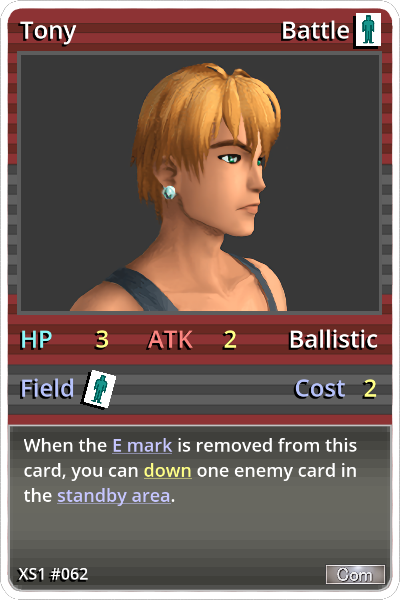 Tony Battle
HP 3 ATK 2 Ballistic
Field Cost 2
When the E mark is removed from this
card, you can down one enemy card in
the standby area.
XS1 #062 Com